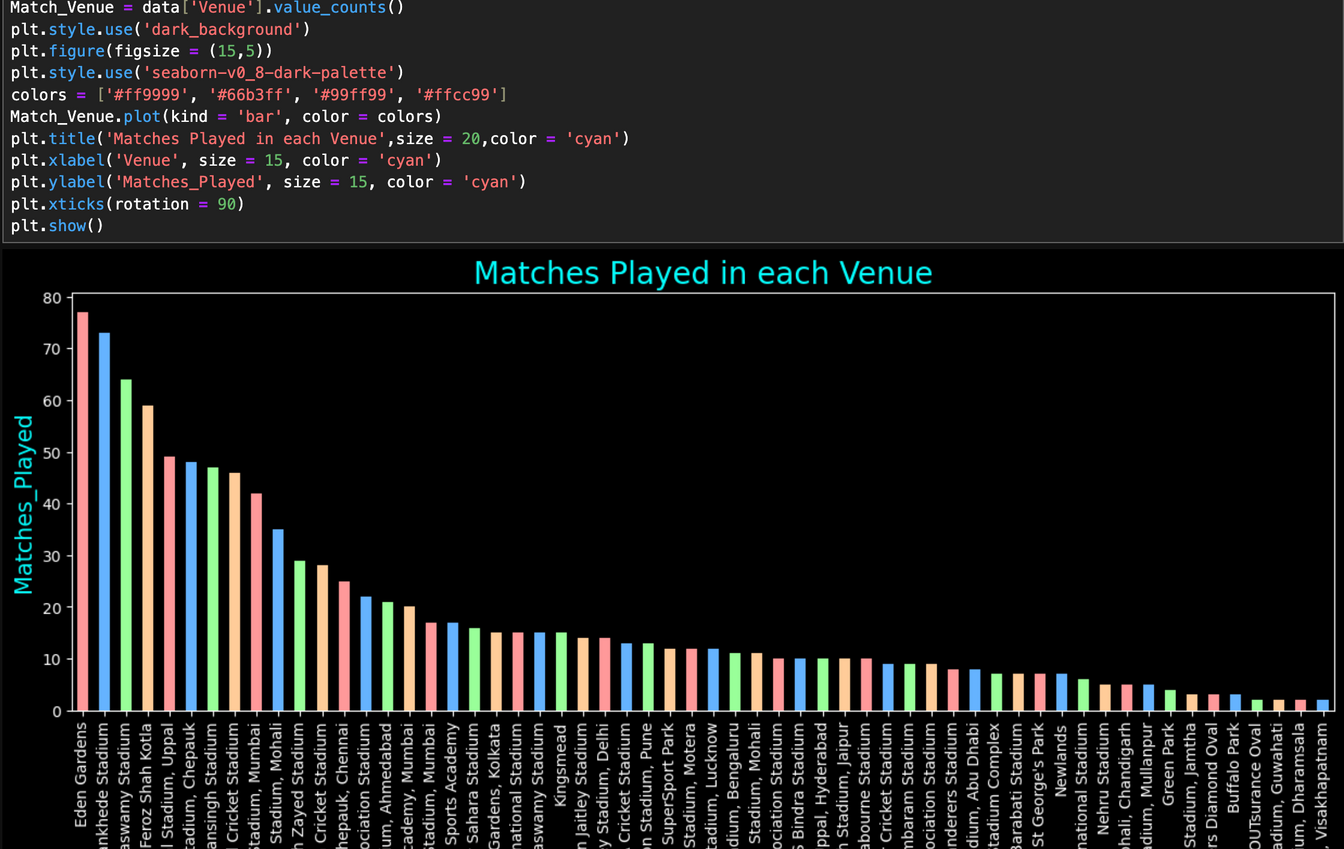 Match_Venue = data['Venue'].value_counts()
plt.style.use('dark_background')
plt.figure(figsize = (15,5))
plt.style.use('seaborn-v0_8-dark-palette')
colors = ['#ff9999', '#66b3ff', '#99ff99', '#ffcc99']
Match_Venue.plot(kind = 'bar', color = colors)
plt.title('Matches Played in each Venue',size = 20,color = 'cyan')
plt.xlabel('Venue', size = 15, color = 'cyan')
plt.ylabel('Matches_Played', size = 15, color = 'cyan')
plt.xticks(rotation = 90)
plt.show()
Matches Played in each Venue
Matches_Played
80
70
60
50
40
30
20
10
0
Eden Gardens
ankhede Stadium
aswamy Stadium
Feroz Shah Kotla
l Stadium, Uppal
tadium, Chepauk
ansingh Stadium
l Cricket Stadium
Stadium, Mumbai
Stadium, Mohali
n Zayed Stadium
Cricket Stadium
hepauk, Chennai
ociation Stadium
um, Ahmedabad
cademy, Mumbai
Stadium, Mumbai
Sports Academy
Sahara Stadium
Gardens, Kolkata
national Stadium
aswamy Stadium
Kingsmead
n Jaitley Stadium
y Stadium, Delhi
Cricket Stadium
n Stadium, Pune
SuperSport Park
Stadium, Motera
tadium, Lucknow
dium, Bengaluru
Stadium, Mohali
ociation Stadium
S Bindra Stadium
ppal, Hyderabad
n Stadium, Jaipur
abourne Stadium
r Cricket Stadium
mbaram Stadium
ociation Stadium
nderers Stadium
dium, Abu Dhabi
tadium Complex
Barabati Stadium
St George's Park
Newlands
national Stadium
Nehru Stadium
ohali, Chandigarh
adium, Mullanpur
Green Park
Stadium, Jamtha
rs Diamond Oval
Buffalo Park
OUTsurance Oval
adium, Guwahati
um, Dharamsala
, Visakhapatnam